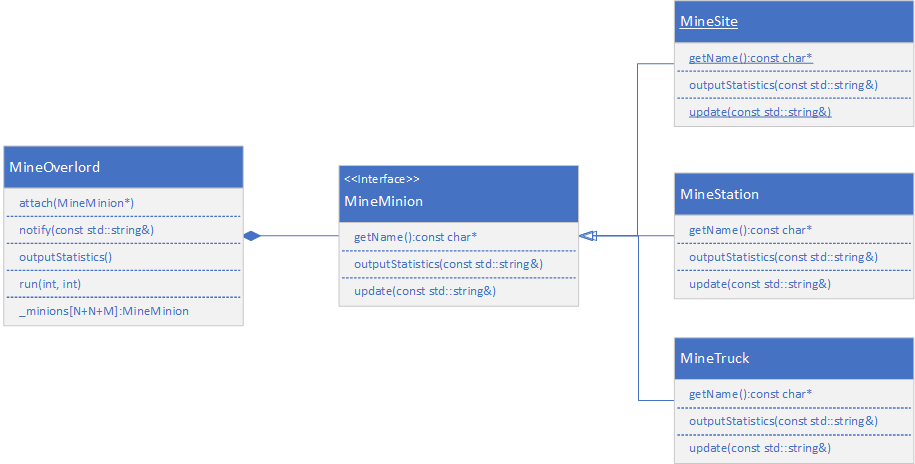 MineOverlord
attach(MineMinion*)
notify(const std::string&)
outputStatistics()
run(int, int)
_minions[N+N+M]:MineMinion
<<Interface>>
MineMinion
getName():const char*
outputStatistics(const std::string&)
update(const std::string&)
MineSite
getName():const char*
outputStatistics(const std::string&)
update(const std::string&)
MineStation
getName():const char*
outputStatistics(const std::string&)
update(const std::string&)
MineTruck
getName():const char*
outputStatistics(const std::string&)
update(const std::string&)